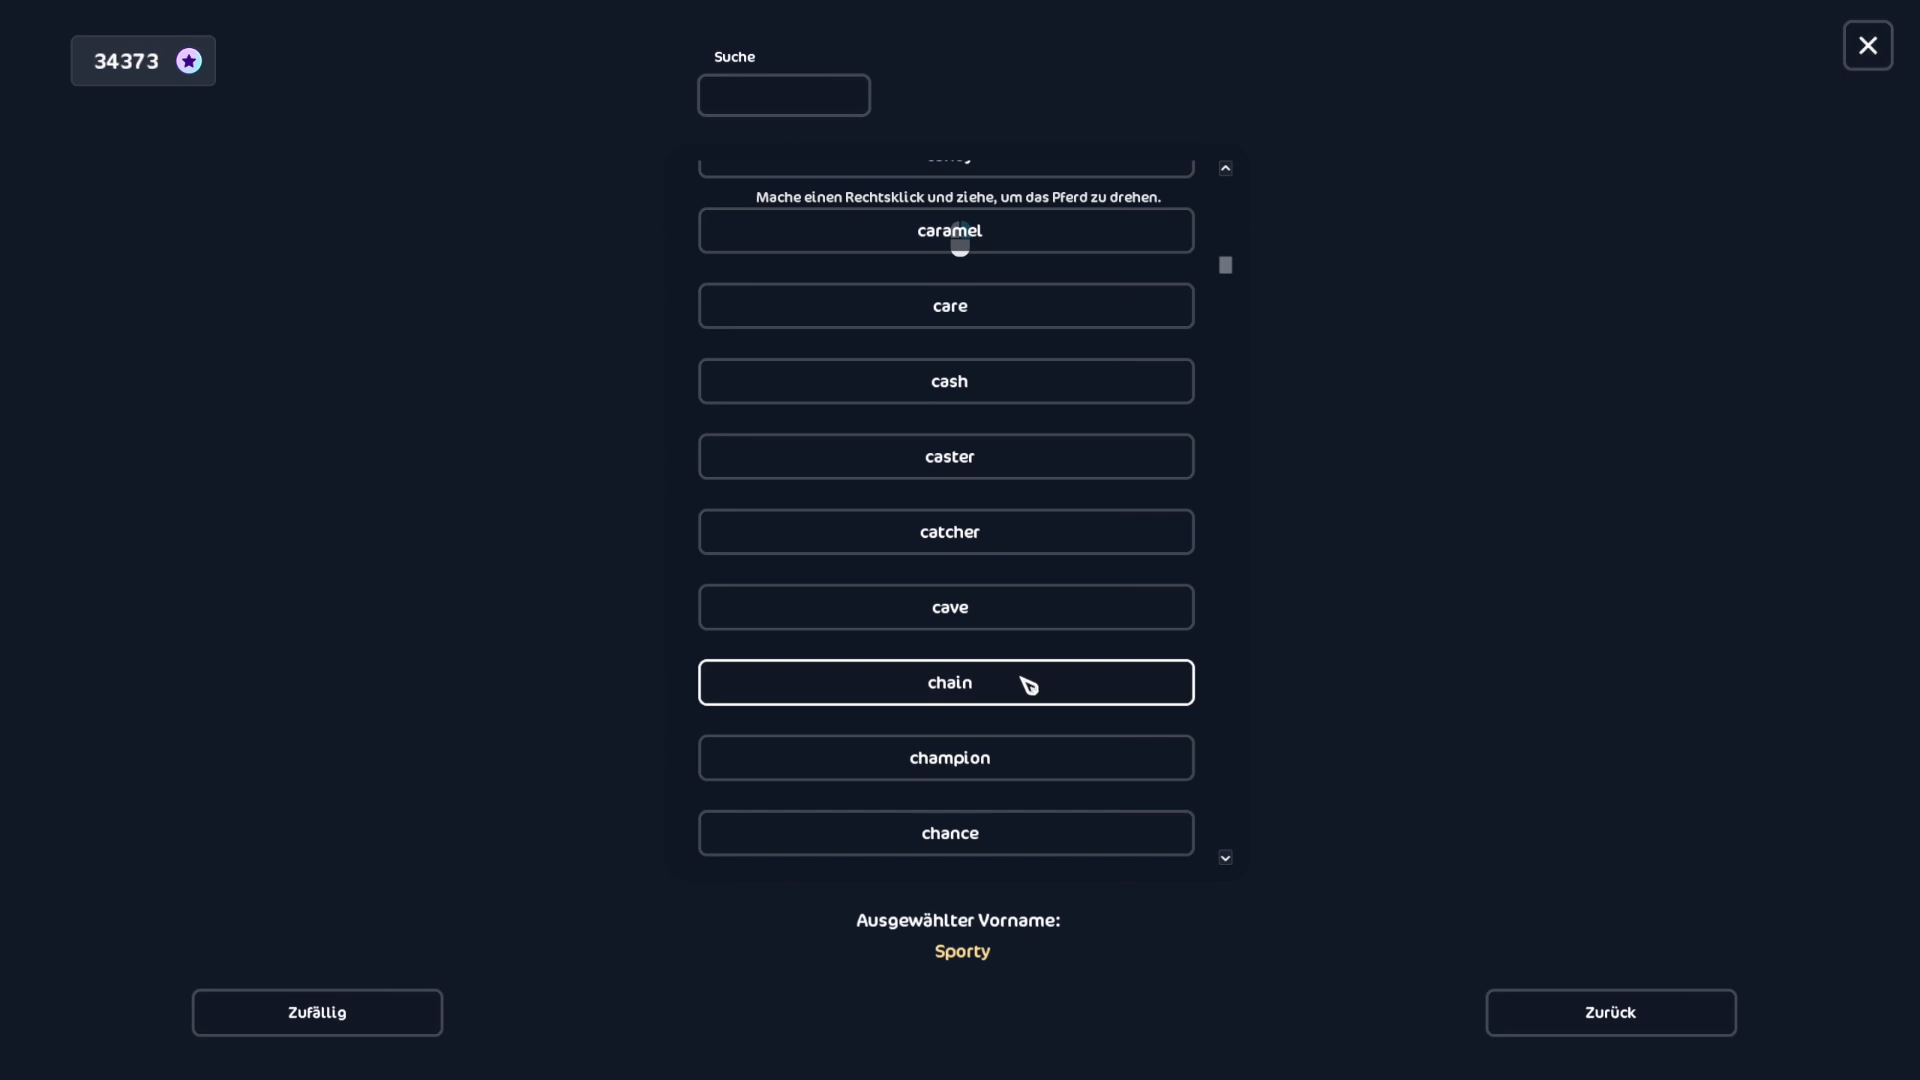 34373
Suche
Mache einen Rechtsklick und ziehe, um das Pferd zu drehen.
caramel
care
cash
caster
catcher
cave
chain
champion
chance
Ausgewählter Vorname:
Sporty
Zufällig
Zurück